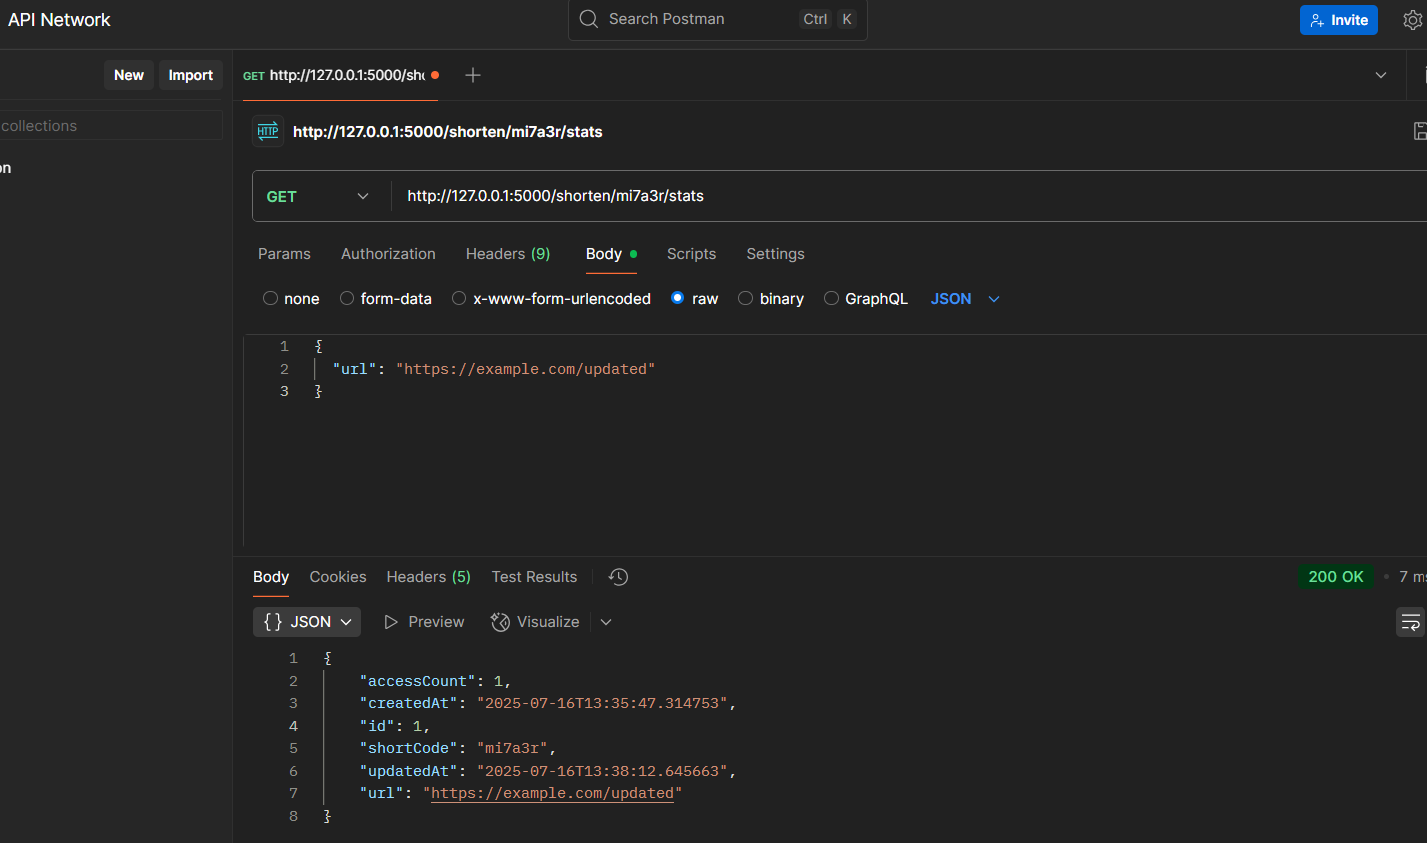 API Network
Search Postman Ctrl K
Invite
New Import
GET http://127.0.0.1:5000/sho
collections
HTTP http://127.0.0.1:5000/shorten/mi7a3r/stats
on
GET http://127.0.0.1:5000/shorten/mi7a3r/stats
Params Authorization Headers (9) Body Scripts Settings
none form-data x-www-form-urlencoded raw binary GraphQL JSON
1 {
2 "url": "https://example.com/updated"
3 }
Body Cookies Headers (5) Test Results
200 OK • 7 ms
{} JSON Preview Visualize
1 {
2 "accessCount": 1,
3 "createdAt": "2025-07-16T13:35:47.314753",
4 "id": 1,
5 "shortCode": "mi7a3r",
6 "updatedAt": "2025-07-16T13:38:12.645663",
7 "url": "https://example.com/updated"
8 }